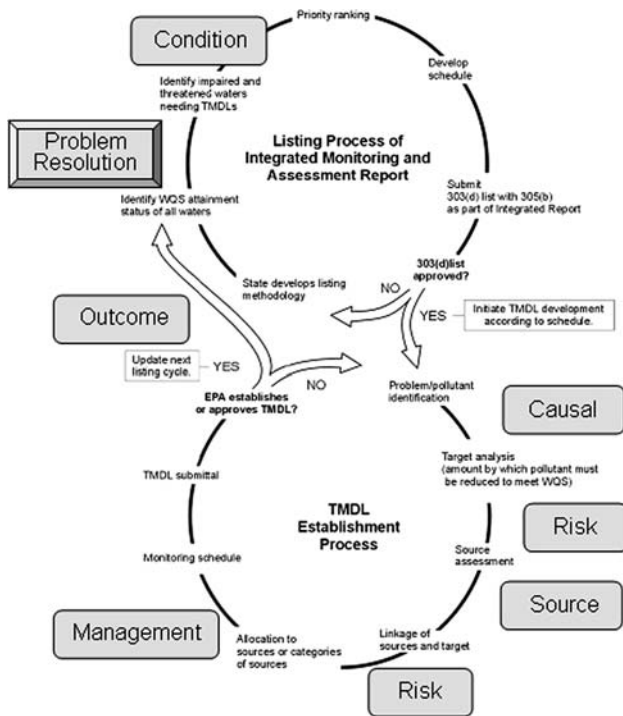 Priority ranking
Condition
Develop
schedule
Identify impaired and
threatened waters
needing TMDLs
Problem
Resolution
Listing Process of
Integrated Monitoring and
Assessment Report
Identify WQS attainment
status of all waters
Submit
303(d) list with 305(b)
as part of Integrated Report
303(d)list
approved?
State develops listing
methodology
NO
YES
Initiate TMDL development
according to schedule.
Outcome
Update next
listing cycle.
YES
NO
EPA establishes
or approves TMDL?
Problem/pollutant
identification
Causal
Target analysis
(amount by which pollutant must
be reduced to meet WQS)
TMDL submittal
TMDL
Establishment
Process
Risk
Monitoring schedule
Source
assessment
Source
Management
Allocation to
sources or categories
of sources
Linkage of
sources and target
Risk